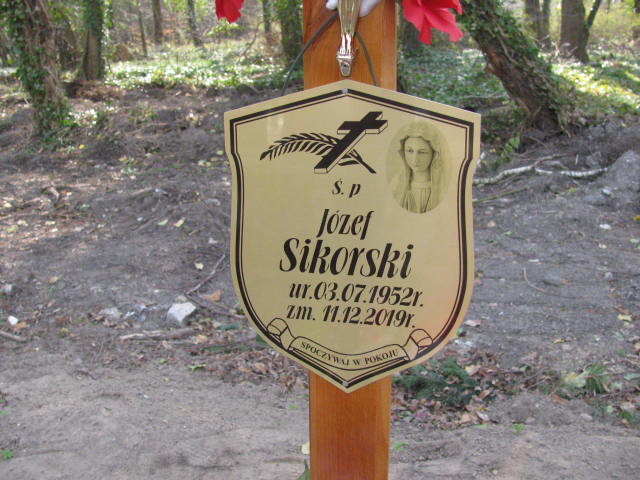 Ś. p
Józef
Sikorski
ur.03.07.1952r.
zm. 11.12.2019r.
SPOCZYWAJ W POKOJU